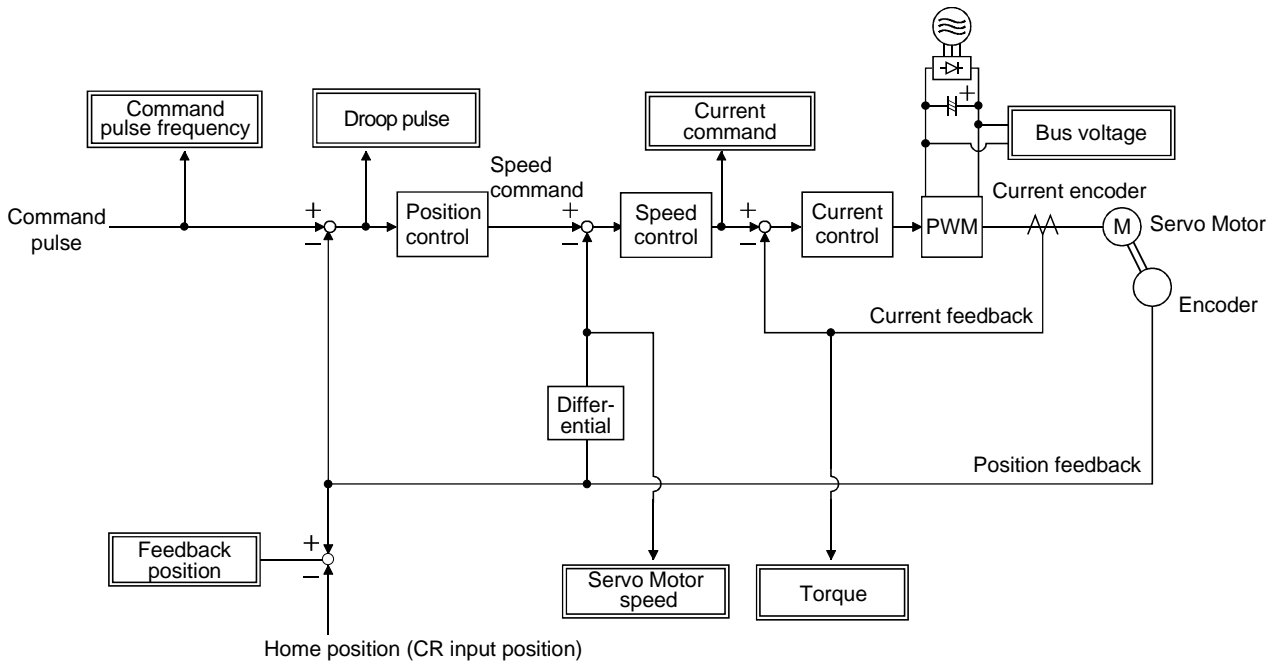 Command
pulse frequency
Droop pulse
Current
command
+
Bus voltage
Speed
command
Current encoder
Command
pulse
+
−
Position
control
+
−
Speed
control
+
−
Current
control
PWM
M
Servo Motor
Encoder
Current feedback
Differ-
ential
Position feedback
Feedback
position
+
−
Servo Motor
speed
Torque
Home position (CR input position)